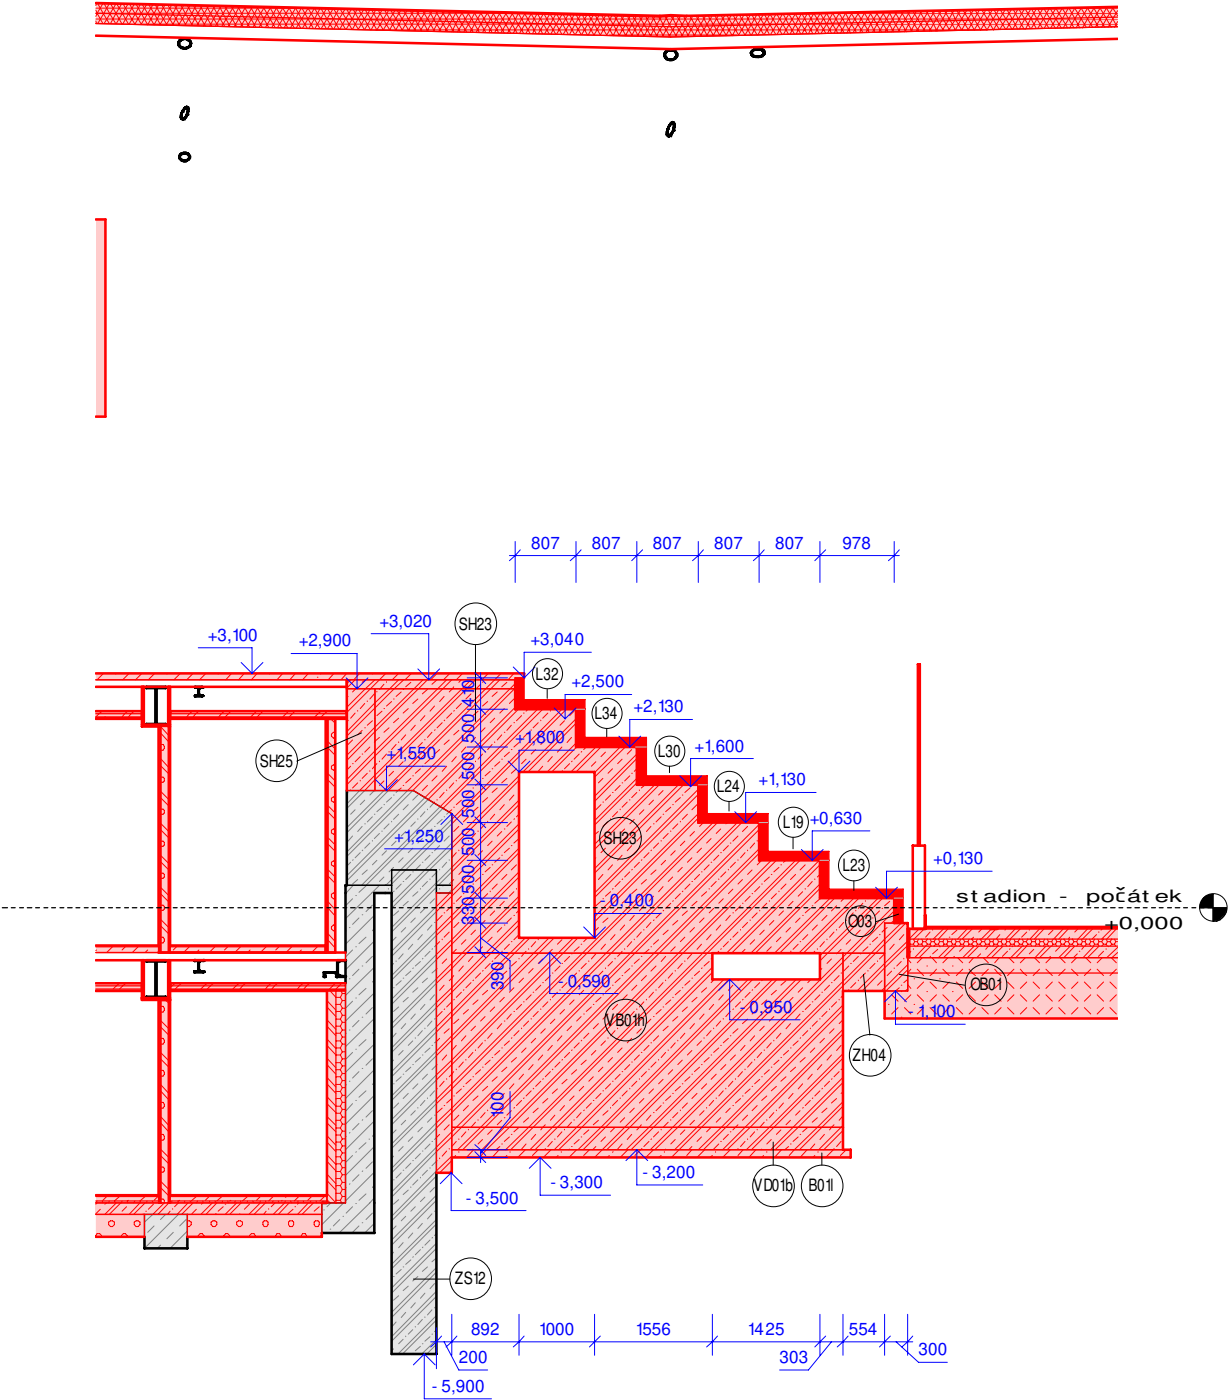 807 807 807 807 807 978
SH23
+3,020
+3,100
+2,900
+3,040
L32
+2,500
410
L34
+2,130
500
+1,800
L30
+1,600
SH25
+1,550
500
L24
+1,130
500
L19
+0,630
+1,250
SH23
500
L23
+0,130
500
stadion - počátek
- 0,400
330
O03
+0,000
390
- 0,590
OB01
- 0,950
- 1,100
VB01h
ZH04
100
- 3,200
- 3,300
- 3,500
VD01b
B01l
ZS12
892 1000 1556 1425 554
200
303
300
- 5,900